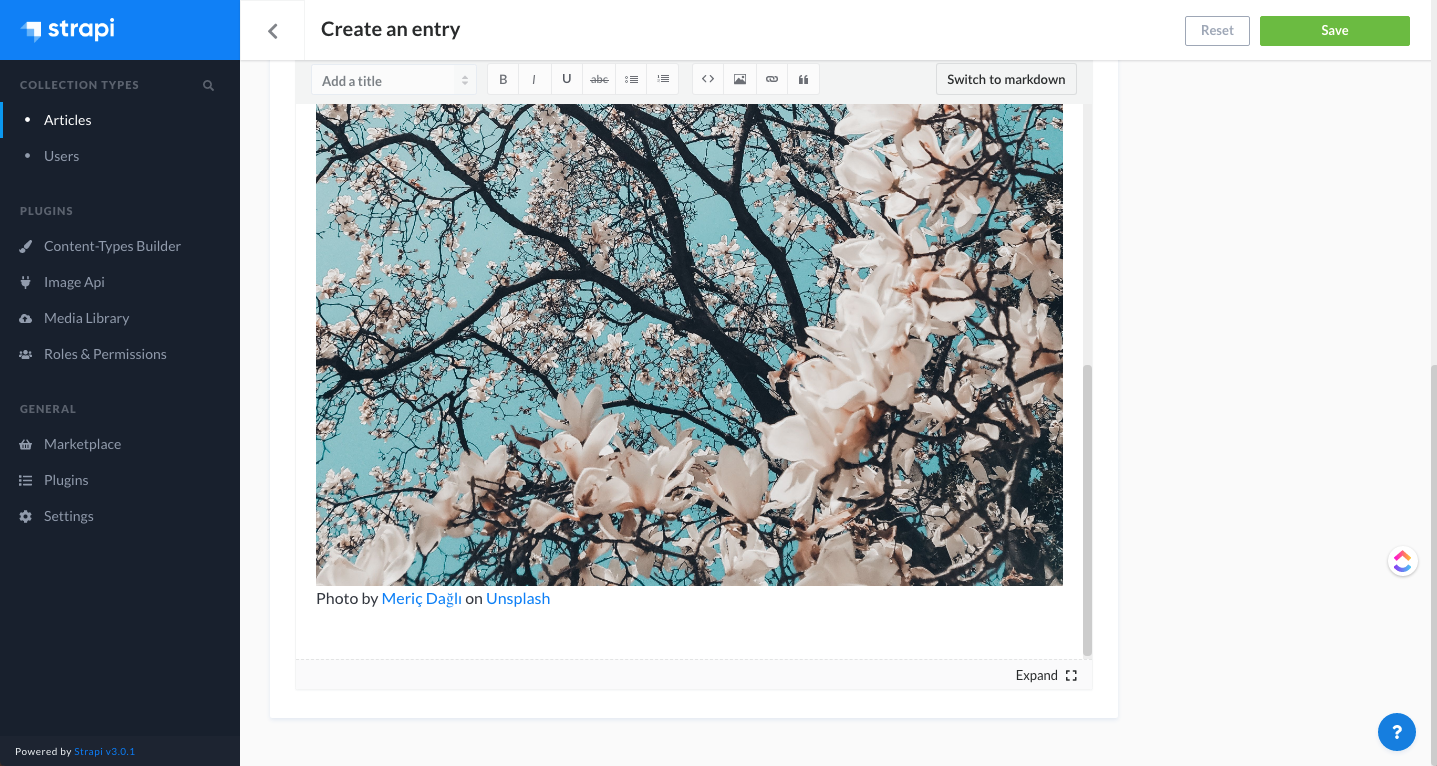 strapi
Create an entry
Reset
Save
COLLECTION TYPES
Articles
Users
PLUGINS
Content-Types Builder
Image Api
Media Library
Roles & Permissions
GENERAL
Marketplace
Plugins
Settings
Powered by Strapi v3.0.1
Add a title
B
I
U
abc
Switch to markdown
Photo by Meriç Dağlı on Unsplash
Expand
?